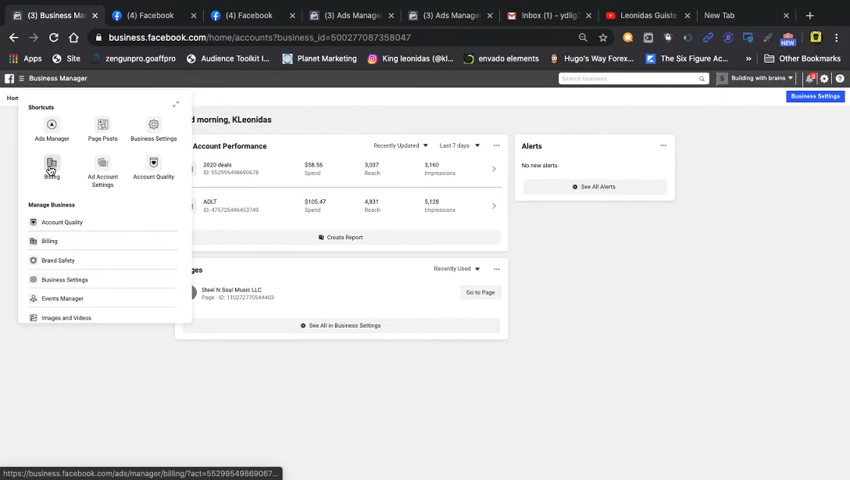 (3) Business Mana
(4) Facebook
(4) Facebook
(3) Ads Manage
(3) Ads Manage
Inbox (1) - ydlig
Leonidas Guiste
New Tab
business.facebook.com/home/accounts?business_id=500277087358047
NEW
Apps
Site
zengunpro.goaffpro
Audience Toolkit I...
Planet Marketing
King leonidas (@kl...
envado elements
Hugo's Way Forex...
The Six Figure...
Other Bookmarks
Business Manager
Search business
Building with brains
Business Settings
Shortcuts
Ads Manager
Page Posts
Business Settings
Billing
Ad Account
Settings
Account Quality
Manage Business
Account Quality
Billing
Brand Safety
Business Settings
Events Manager
Images and Videos
d morning, KLeonidas
Account Performance
Recently Updated
Last 7 days
2020 deals
$58.56
3,037
3,160
ID: 552995498690678
Spend
Reach
Impressions
ADLT
$105.47
4,831
5,128
ID: 475725446453749
Spend
Reach
Impressions
Create Report
ges
Recently Used
Steel N Soul Music LLC
Page · ID: 110272770544403
Go to Page
See All in Business Settings
Alerts
No new alerts.
See All Alerts
https://business.facebook.com/ads/manager/billing/?act=55299549869067...